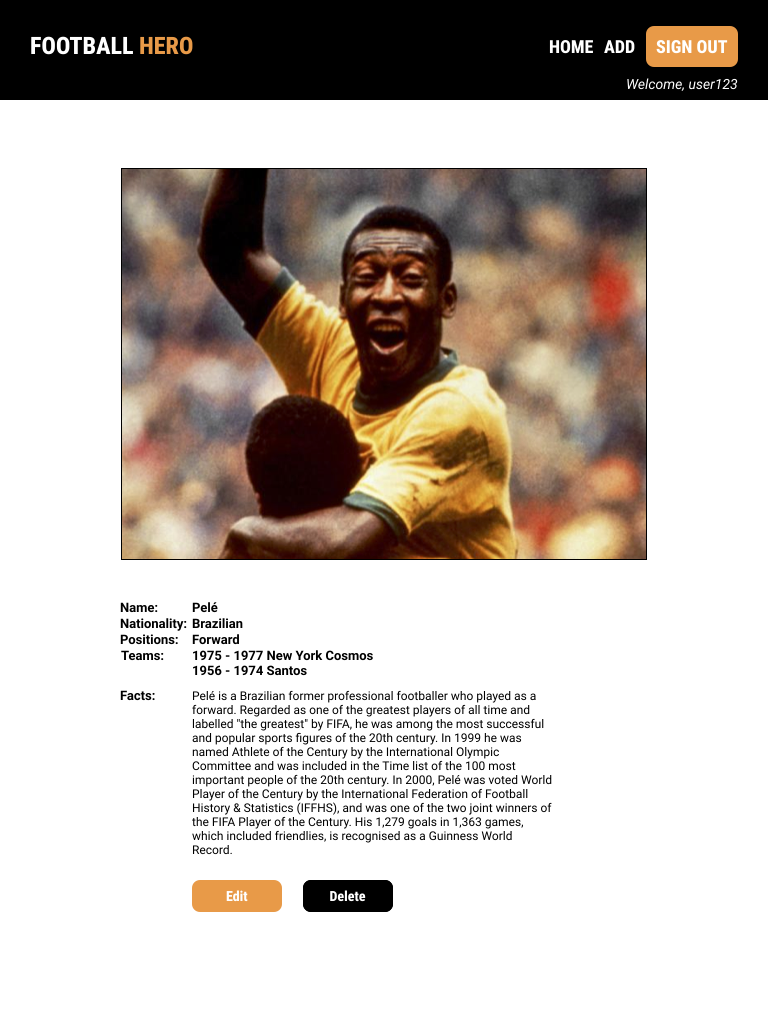 FOOTBALL HERO
HOME ADD SIGN OUT
Welcome, user123
Name: Pelé
Nationality: Brazilian
Positions: Forward
Teams: 1975 - 1977 New York Cosmos
1956 - 1974 Santos
Facts: Pelé is a Brazilian former professional footballer who played as a
forward. Regarded as one of the greatest players of all time and
labelled "the greatest" by FIFA, he was among the most successful
and popular sports figures of the 20th century. In 1999 he was
named Athlete of the Century by the International Olympic
Committee and was included in the Time list of the 100 most
important people of the 20th century. In 2000, Pelé was voted World
Player of the Century by the International Federation of Football
History & Statistics (IFFHS), and was one of the two joint winners of
the FIFA Player of the Century. His 1,279 goals in 1,363 games,
which included friendlies, is recognised as a Guinness World
Record.
Edit Delete